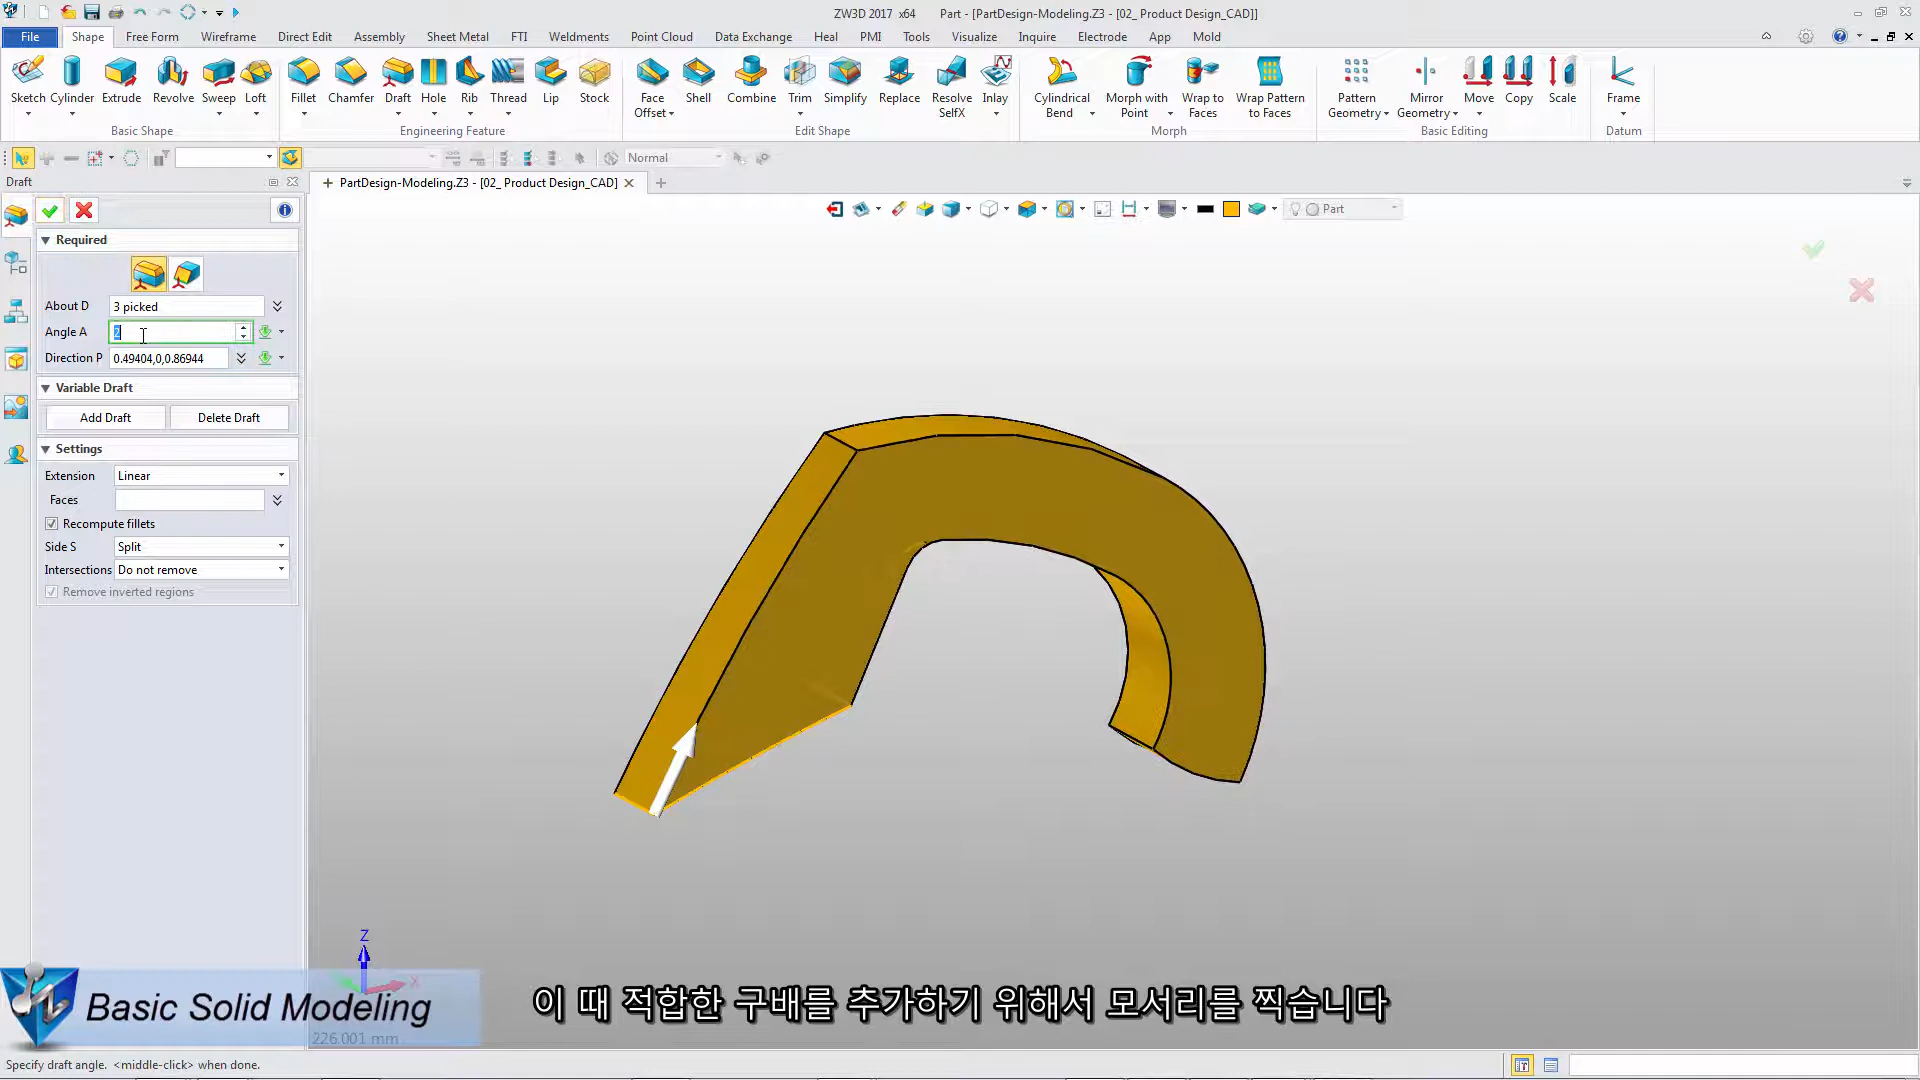 ZW3D 2017 x64 Part - [PartDesign-Modeling.Z3 - [02_ Product Design_CAD]]
File Shape Free Form Wireframe Direct Edit Assembly Sheet Metal FTI Weldments Point Cloud Data Exchange Heal PMI Tools Visualize Inquire Electrode App Mold
Sketch Cylinder Extrude Revolve Sweep Loft Fillet Chamfer Draft Hole Rib Thread Lip Stock Face Offset Shell Combine Trim Simplify Replace Resolve SelfX Inlay Cylindrical Bend Morph with Point Wrap to Faces Wrap Pattern to Faces Pattern Geometry Mirror Geometry Move Copy Scale Frame
Basic Shape Engineering Feature Edit Shape Morph Basic Editing Datum
Normal
Draft
PartDesign-Modeling.Z3 - [02_ Product Design_CAD]
Part
Required
About D 3 picked
Angle A 2
Direction P 0.49404,0,0.86944
Variable Draft
Add Draft Delete Draft
Settings
Extension Linear
Faces
Recompute fillets
Side S Split
Intersections Do not remove
Remove inverted regions
Z
X
Basic Solid Modeling
이 때 적합한 구배를 추가하기 위해서 모서리를 찍습니다
226.001 mm
Specify draft angle. <middle-click> when done.